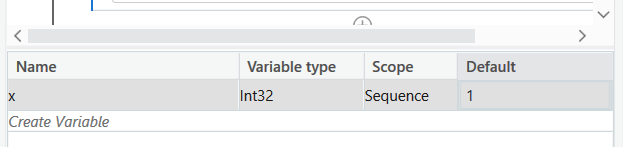 Name Variable type Scope Default
x Int32 Sequence 1
Create Variable